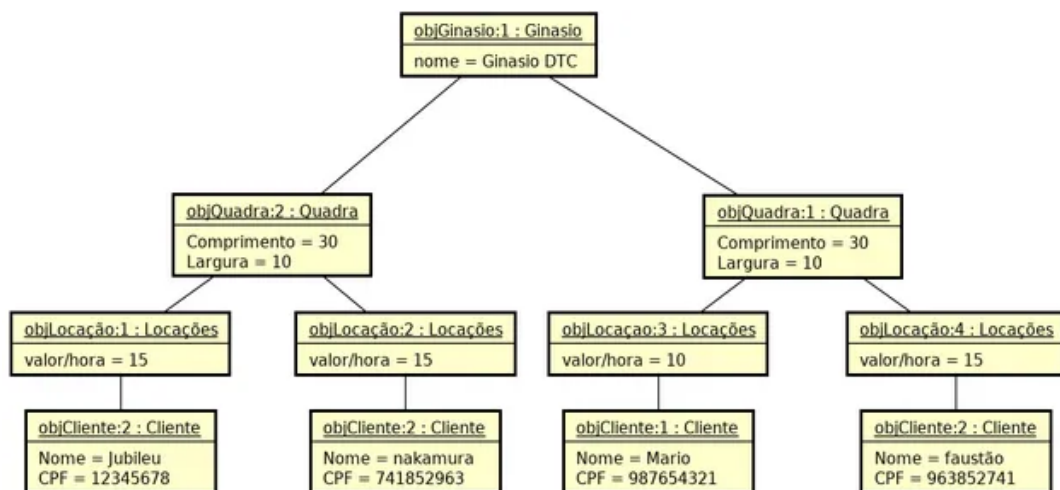 objGinasio:1 : Ginasio
nome = Ginasio DTC
objQuadra:2 : Quadra
Comprimento = 30
Largura = 10
objQuadra:1 : Quadra
Comprimento = 30
Largura = 10
objLocação:1 : Locações
valor/hora = 15
objLocação:2 : Locações
valor/hora = 15
objLocaçao:3 : Locações
valor/hora = 10
objLocação:4 : Locações
valor/hora = 15
objCliente:2 : Cliente
Nome = Jubileu
CPF = 12345678
objCliente:2 : Cliente
Nome = nakamura
CPF = 741852963
objCliente:1 : Cliente
Nome = Mario
CPF = 987654321
objCliente:2 : Cliente
Nome = faustão
CPF = 963852741